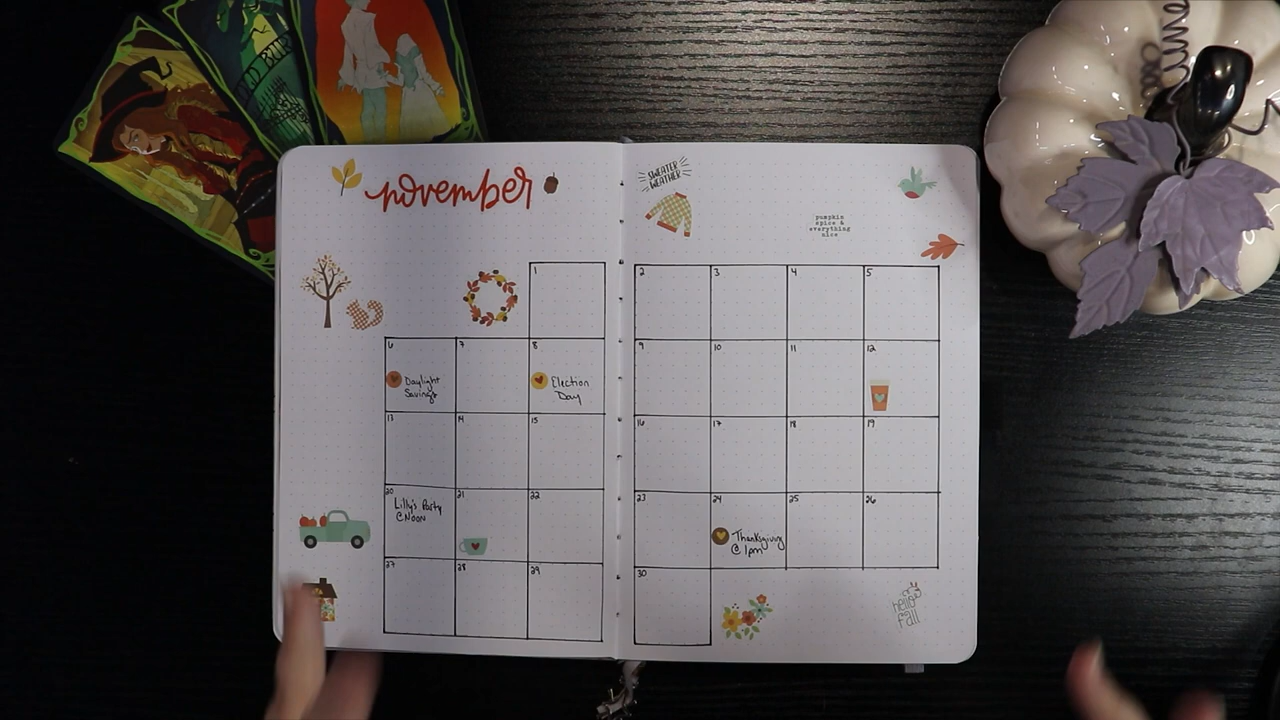 november
SWEATER
WEATHER
pumpkin
spice &
everything
nice
1
2
3
4
5
6
Daylight
Savings
7
8
Election
Day
9
10
11
12
13
14
15
16
17
18
19
20
Lilly's Party
@ Noon
21
22
23
24
Thanksgiving
@ 1pm
25
26
27
28
29
30
hello
fall